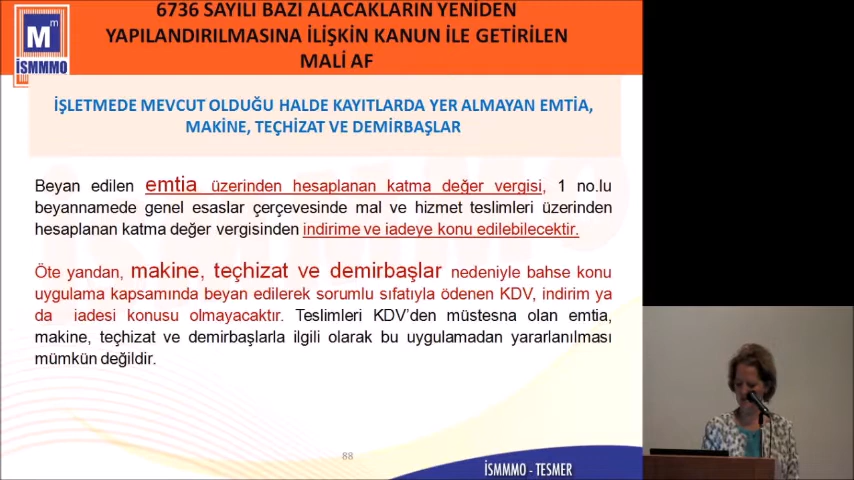 6736 SAYILI BAZI ALACAKLARIN YENİDEN
YAPILANDIRILMASINA İLİŞKİN KANUN İLE GETİRİLEN
MALİ AF
Mm
İSMMMO
İŞLETMEDE MEVCUT OLDUĞU HALDE KAYITLARDA YER ALMAYAN EMTİA,
MAKİNE, TEÇHİZAT VE DEMİRBAŞLAR
Beyan edilen emtia üzerinden hesaplanan katma değer vergisi, 1 no.lu
beyannamede genel esaslar çerçevesinde mal ve hizmet teslimleri üzerinden
hesaplanan katma değer vergisinden indirime ve iadeye konu edilebilecektir.
Öte yandan, makine, teçhizat ve demirbaşlar nedeniyle bahse konu
uygulama kapsamında beyan edilerek sorumlu sıfatıyla ödenen KDV, indirim ya
da iadesi konusu olmayacaktır. Teslimleri KDV'den müstesna olan emtia,
makine, teçhizat ve demirbaşlarla ilgili olarak bu uygulamadan yararlanılması
mümkün değildir.
88
İSMMMO - TESMER